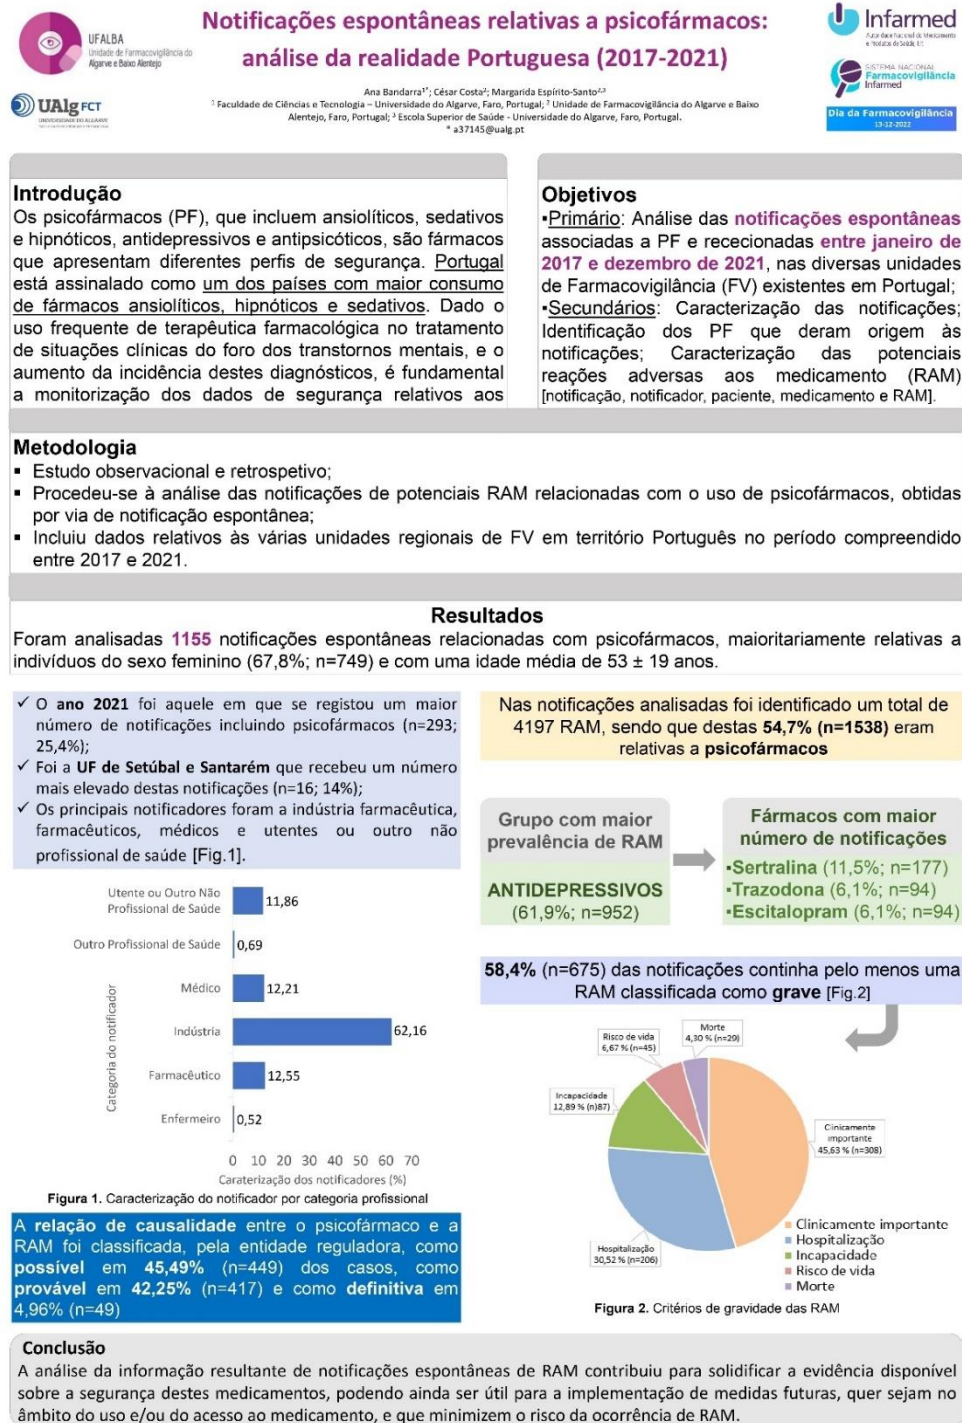 UFALBA
Unidade de Farmacovigilância do
Algarve e Baixo Alentejo
UAlg FCT
UNIVERSIDADE DO ALGARVE
Notificações espontâneas relativas a psicofármacos:
análise da realidade Portuguesa (2017-2021)
Ana Bandarra¹*; César Costa²; Margarida Espírito-Santo²,³
¹ Faculdade de Ciências e Tecnologia – Universidade do Algarve, Faro, Portugal; ² Unidade de Farmacovigilância do Algarve e Baixo
Alentejo, Faro, Portugal; ³ Escola Superior de Saúde - Universidade do Algarve, Faro, Portugal.
* a37145@ualg.pt
Infarmed
Autoridade Nacional do Medicamento
e Produtos de Saúde, I.P.
SISTEMA NACIONAL
Farmacovigilância
Infarmed
Dia da Farmacovigilância
13-12-2022
Introdução
Os psicofármacos (PF), que incluem ansiolíticos, sedativos
e hipnóticos, antidepressivos e antipsicóticos, são fármacos
que apresentam diferentes perfis de segurança. Portugal
está assinalado como um dos países com maior consumo
de fármacos ansiolíticos, hipnóticos e sedativos. Dado o
uso frequente de terapêutica farmacológica no tratamento
de situações clínicas do foro dos transtornos mentais, e o
aumento da incidência destes diagnósticos, é fundamental
a monitorização dos dados de segurança relativos aos
Objetivos
▪Primário: Análise das notificações espontâneas
associadas a PF e rececionadas entre janeiro de
2017 e dezembro de 2021, nas diversas unidades
de Farmacovigilância (FV) existentes em Portugal;
▪Secundários: Caracterização das notificações;
Identificação dos PF que deram origem às
notificações; Caracterização das potenciais
reações adversas aos medicamento (RAM)
[notificação, notificador, paciente, medicamento e RAM].
Metodologia
▪ Estudo observacional e retrospetivo;
▪ Procedeu-se à análise das notificações de potenciais RAM relacionadas com o uso de psicofármacos, obtidas
por via de notificação espontânea;
▪ Incluiu dados relativos às várias unidades regionais de FV em território Português no período compreendido
entre 2017 e 2021.
Resultados
Foram analisadas 1155 notificações espontâneas relacionadas com psicofármacos, maioritariamente relativas a
indivíduos do sexo feminino (67,8%; n=749) e com uma idade média de 53 ± 19 anos.
✓ O ano 2021 foi aquele em que se registou um maior
número de notificações incluindo psicofármacos (n=293;
25,4%);
✓ Foi a UF de Setúbal e Santarém que recebeu um número
mais elevado destas notificações (n=16; 14%);
✓ Os principais notificadores foram a indústria farmacêutica,
farmacêuticos, médicos e utentes ou outro não
profissional de saúde [Fig.1].
Categoria do notificador
Utente ou Outro Não
Profissional de Saúde
11,86
Outro Profissional de Saúde
0,69
Médico
12,21
Indústria
62,16
Farmacêutico
12,55
Enfermeiro
0,52
0 10 20 30 40 50 60 70
Caraterização dos notificadores (%)
Figura 1. Caracterização do notificador por categoria profissional
A relação de causalidade entre o psicofármaco e a
RAM foi classificada, pela entidade reguladora, como
possível em 45,49% (n=449) dos casos, como
provável em 42,25% (n=417) e como definitiva em
4,96% (n=49)
Nas notificações analisadas foi identificado um total de
4197 RAM, sendo que destas 54,7% (n=1538) eram
relativas a psicofármacos
Grupo com maior
prevalência de RAM
ANTIDEPRESSIVOS
(61,9%; n=952)
Fármacos com maior
número de notificações
▪Sertralina (11,5%; n=177)
▪Trazodona (6,1%; n=94)
▪Escitalopram (6,1%; n=94)
58,4% (n=675) das notificações continha pelo menos uma
RAM classificada como grave [Fig.2]
Morte
4,30 % (n=29)
Risco de vida
6,67 % (n=45)
Incapacidade
12,89 % (n)87)
Clinicamente
importante
45,63 % (n=308)
Hospitalização
30,52 % (n=206)
Clinicamente importante
Hospitalização
Incapacidade
Risco de vida
Morte
Figura 2. Critérios de gravidade das RAM
Conclusão
A análise da informação resultante de notificações espontâneas de RAM contribuiu para solidificar a evidência disponível
sobre a segurança destes medicamentos, podendo ainda ser útil para a implementação de medidas futuras, quer sejam no
âmbito do uso e/ou do acesso ao medicamento, e que minimizem o risco da ocorrência de RAM.